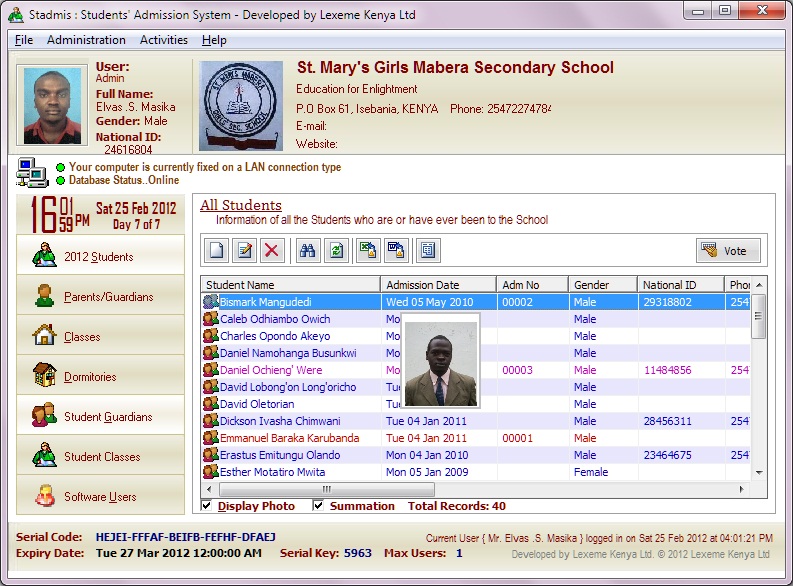 Stadmis : Students' Admission System - Developed by Lexeme Kenya Ltd
File Administration Activities Help
User:
Admin
Full Name:
Elvas .S. Masika
Gender: Male
National ID:
24616804
ST. MARY'S MABERA
GIRLS SEC. SCHOOL
St. Mary's Girls Mabera Secondary School
Education for Enlightment
P.O Box 61, Isebania, KENYA Phone: 25472274784
E-mail:
Website:
Your computer is currently fixed on a LAN connection type
Database Status..Online
16 01 59 PM Sat 25 Feb 2012
Day 7 of 7
2012 Students
Parents/Guardians
Classes
Dormitories
Student Guardians
Student Classes
Software Users
All Students
Information of all the Students who are or have ever been to the School
Vote
Student Name Admission Date Adm No Gender National ID Phor
Bismark Mangudedi Wed 05 May 2010 00002 Male 29318802 254
Caleb Odhiambo Owich Mo Male
Charles Opondo Akeyo Mo Male
Daniel Namohanga Busunkwi Mo Male
Daniel Ochieng' Were Mo 00003 Male 11484856 254
David Lobong'on Long'oricho Tu Male
David Oletorian Mo Male
Dickson Ivasha Chimwani Tue 04 Jan 2011 Male 28456311 254
Emmanuel Baraka Karubanda Tue 04 Jan 2011 00001 Male
Erastus Emitungu Olando Mon 04 Jan 2010 Male 23464675 254
Esther Motatiro Mwita Mon 05 Jan 2009 Female
Display Photo Summation Total Records: 40
Serial Code: HEJEI-FFFAF-BEIFB-FEFHF-DFAEJ
Expiry Date: Tue 27 Mar 2012 12:00:00 AM Serial Key: 5963 Max Users: 1
Current User { Mr. Elvas .S. Masika } logged in on Sat 25 Feb 2012 at 04:01:21 PM
Developed by Lexeme Kenya Ltd. © 2012 Lexeme Kenya Ltd